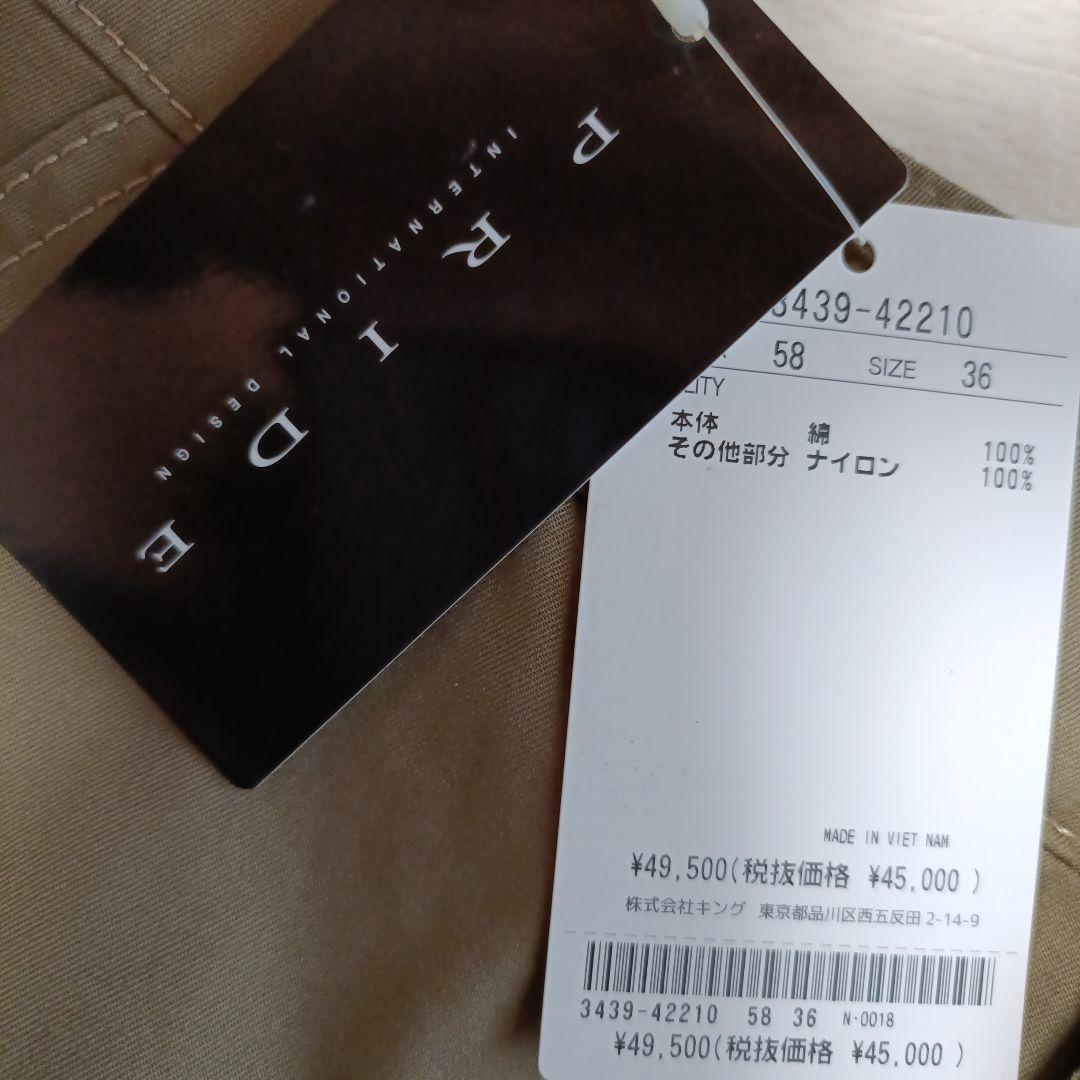 PRIDE
INTERNATIONAL DESIGN
3439-42210
58 SIZE 36
本体 綿 100%
その他部分 ナイロン 100%
MADE IN VIET NAM
¥49,500(税抜価格 ¥45,000 )
株式会社キング 東京都品川区西五反田 2-14-9
3439-42210 58 36 N·0018
¥49,500(税抜価格 ¥45,000 )